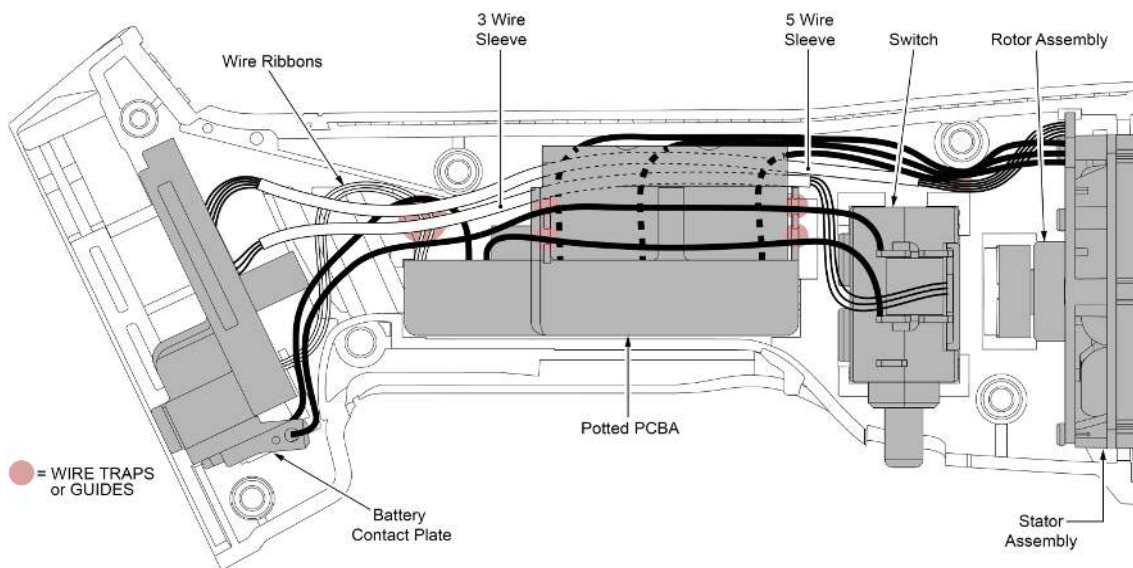 3 Wire
Sleeve
5 Wire
Sleeve
Switch
Rotor Assembly
Wire Ribbons
Potted PCBA
= WIRE TRAPS
or GUIDES
Battery
Contact Plate
Stator
Assembly